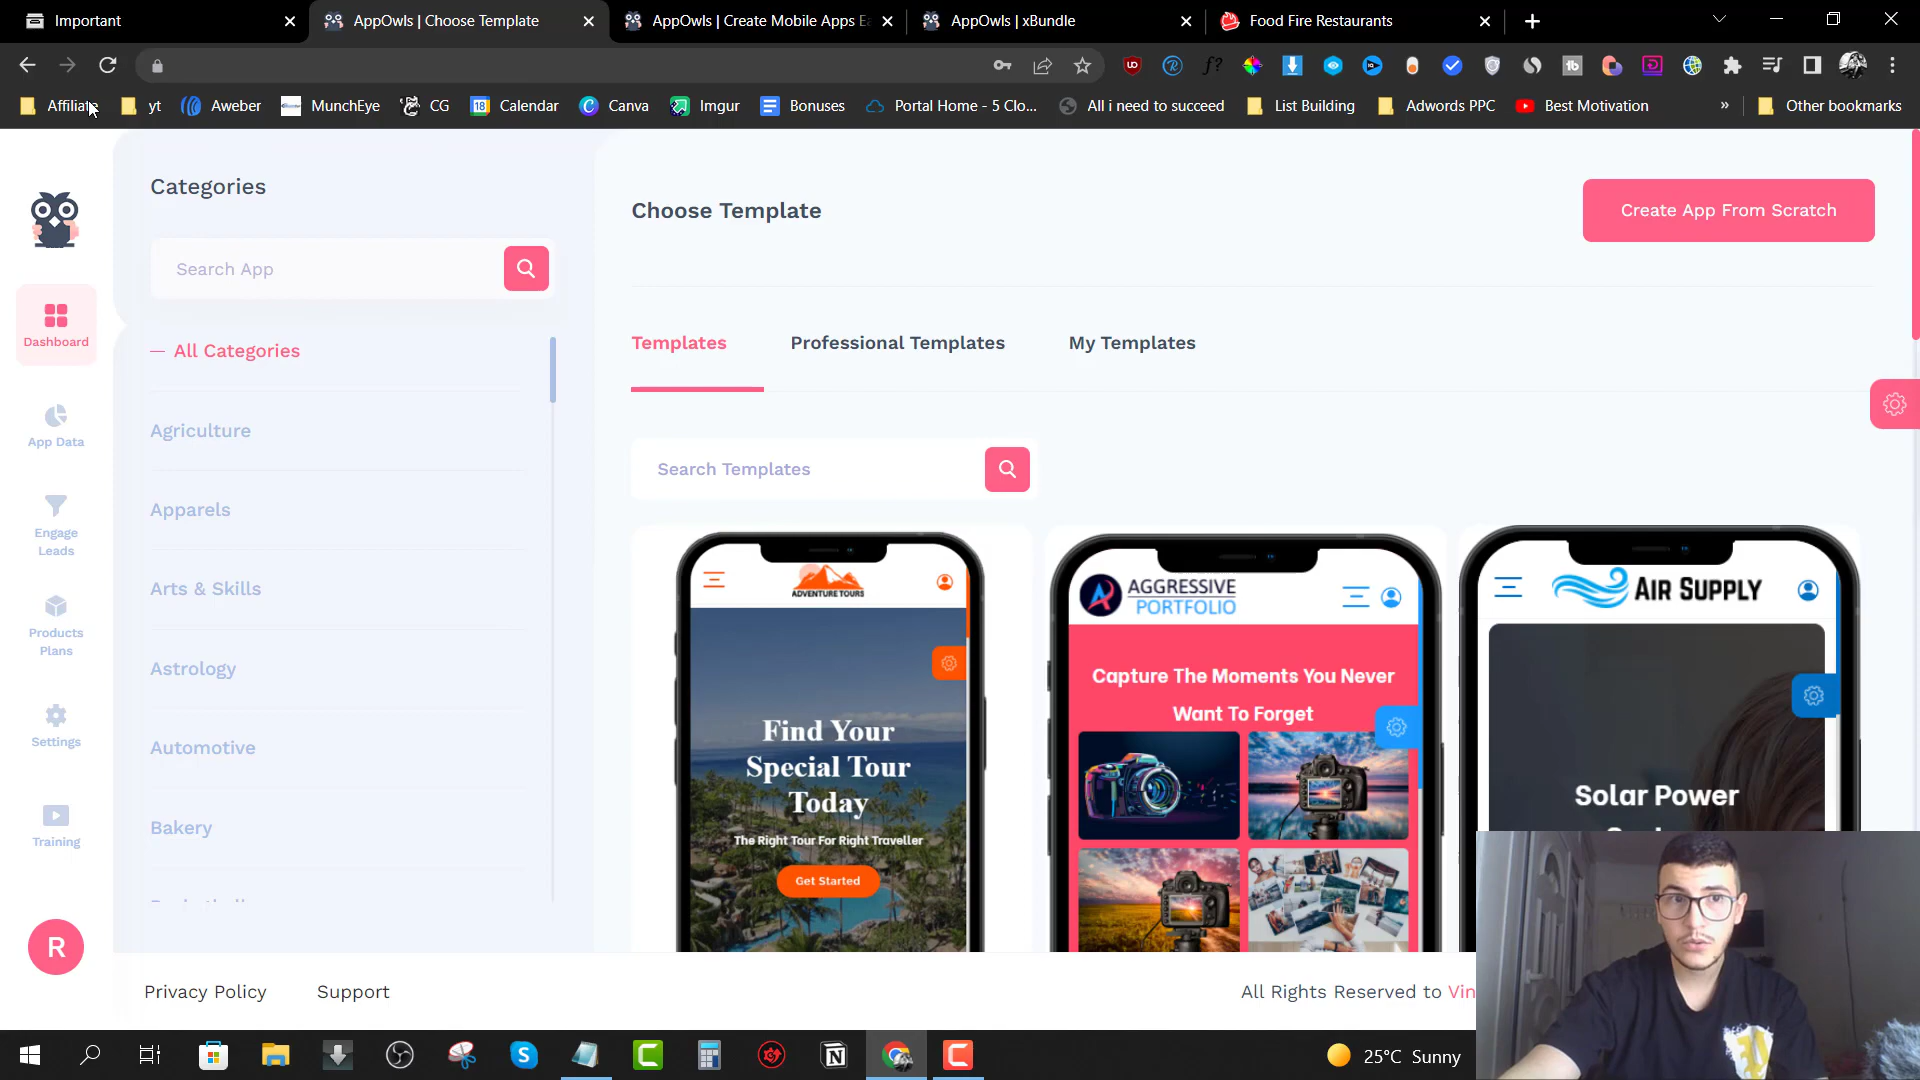 Important
AppOwls | Choose Template
AppOwls | Create Mobile Apps Ea
AppOwls | xBundle
Food Fire Restaurants
Affiliate
yt
Aweber
MunchEye
CG
18
Calendar
Canva
Imgur
Bonuses
Portal Home - 5 Clo...
All i need to succeed
List Building
Adwords PPC
Best Motivation
»
Other bookmarks
Categories
Search App
— All Categories
Agriculture
Apparels
Arts & Skills
Astrology
Automotive
Bakery
Dashboard
App Data
Engage
Leads
Products
Plans
Settings
Training
R
Choose Template
Create App From Scratch
Templates
Professional Templates
My Templates
Search Templates
ADVENTURE TOURS
Find Your
Special Tour
Today
The Right Tour For Right Traveller
Get Started
AGGRESSIVE
PORTFOLIO
Capture The Moments You Never
Want To Forget
AIR SUPPLY
Solar Power
Privacy Policy
Support
All Rights Reserved to Vin
25°C Sunny